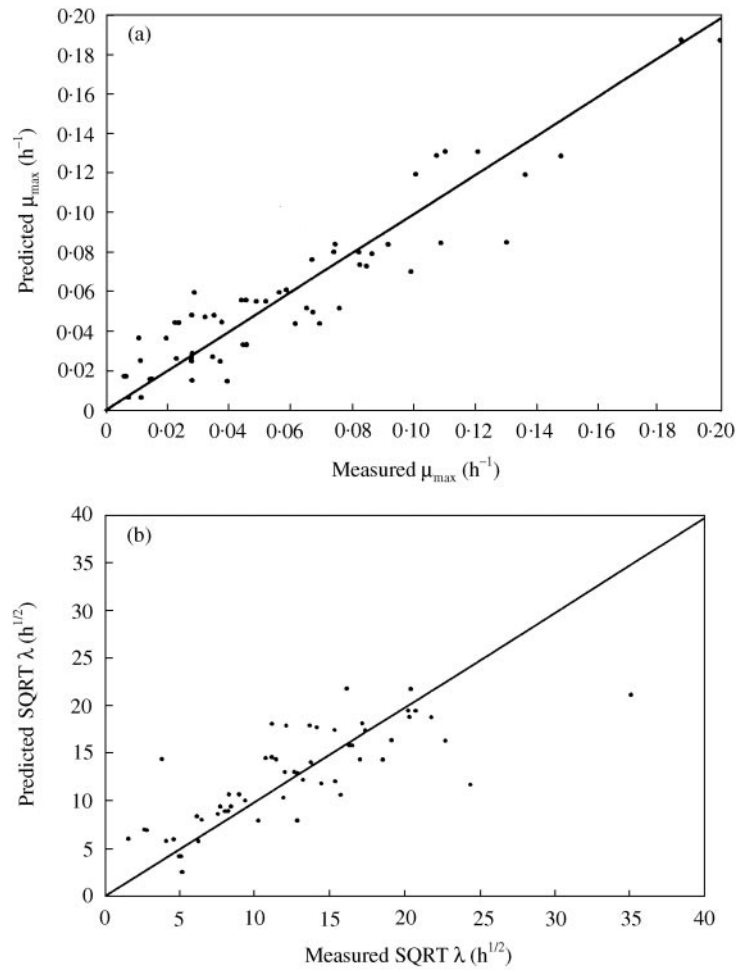 0·20
(a)
0·18
0·16
0·14
0·12
0·10
0·08
0·06
0·04
0·02
0
Predicted μmax (h⁻¹)
0 0·02 0·04 0·06 0·08 0·10 0·12 0·14 0·16 0·18 0·20
Measured μmax (h⁻¹)
40
(b)
35
30
25
20
15
10
5
0
Predicted SQRT λ (h¹/²)
0 5 10 15 20 25 30 35 40
Measured SQRT λ (h¹/²)